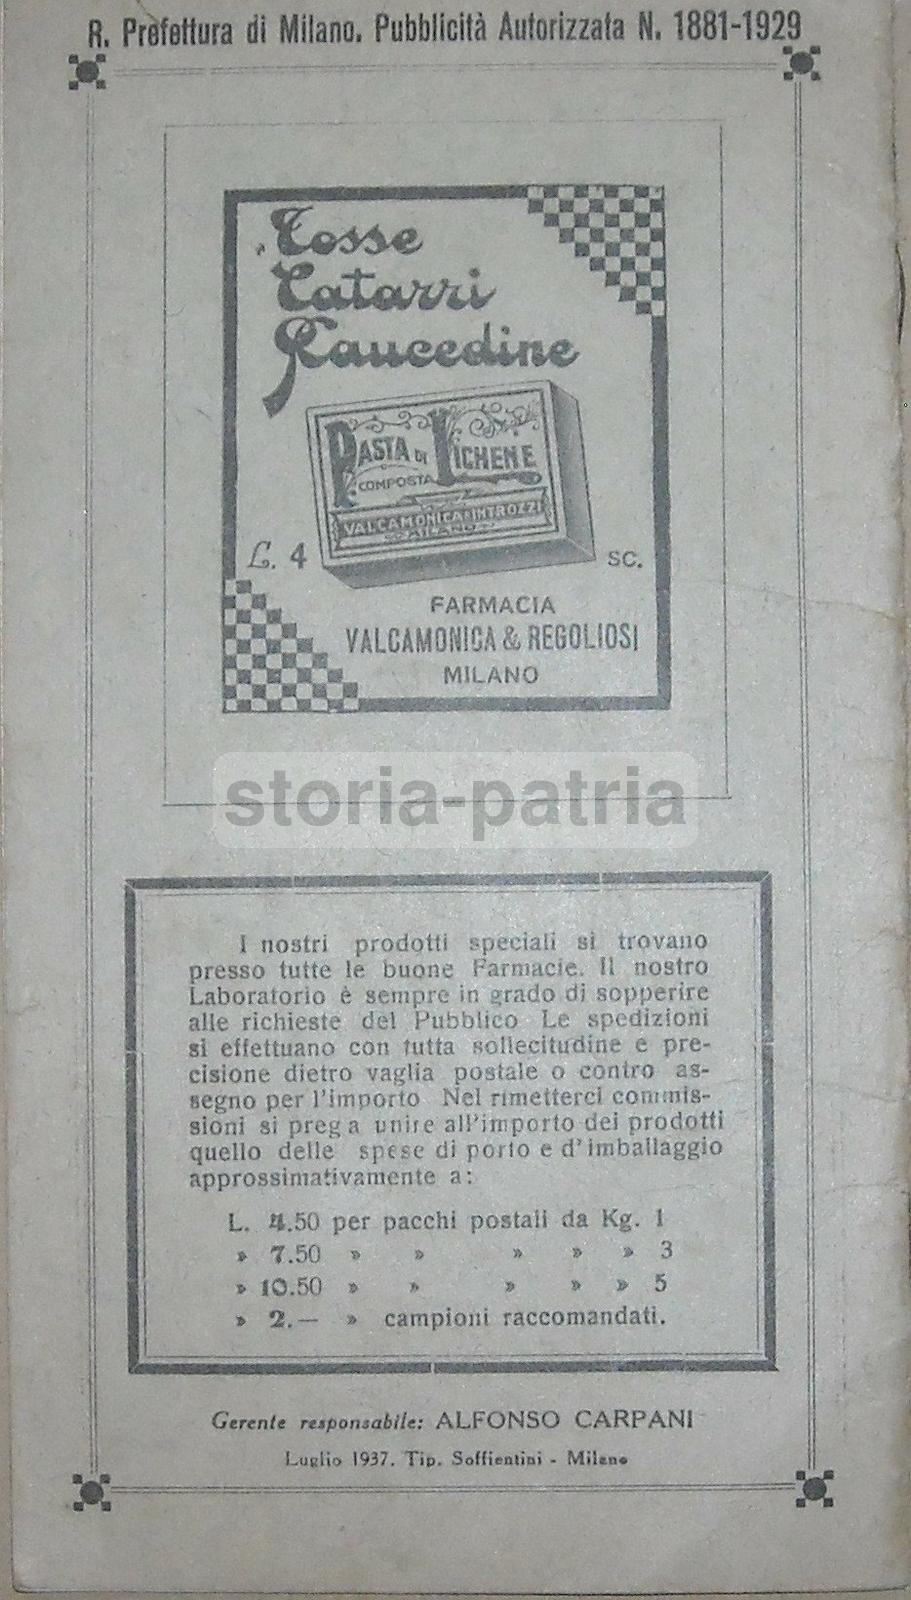 R. Prefettura di Milano. Pubblicità Autorizzata N. 1881-1929
Tosse
Catarri
Raucedine
PASTA DI LICHENE
COMPOSTA
VALCAMONICA & INTROZZI
MILANO
L. 4 SC.
FARMACIA
VALCAMONICA & REGOLIOSI
MILANO
storia-patria
I nostri prodotti speciali si trovano
presso tutte le buone Farmacie. Il nostro
Laboratorio è sempre in grado di sopperire
alle richieste del Pubblico Le spedizioni
si effettuano con tutta sollecitudine e pre-
cisione dietro vaglia postale o contro as-
segno per l'importo Nel rimetterci commis-
sioni si prega unire all'importo dei prodotti
quello delle spese di porto e d'imballaggio
approssimativamente a:
L. 4.50 per pacchi postali da Kg. 1
» 7.50 » » » » » 3
» 10.50 » » » » » 5
» 2.— » campioni raccomandati.
Gerente responsabile: ALFONSO CARPANI
Luglio 1937. Tip. Soffientini - Milano